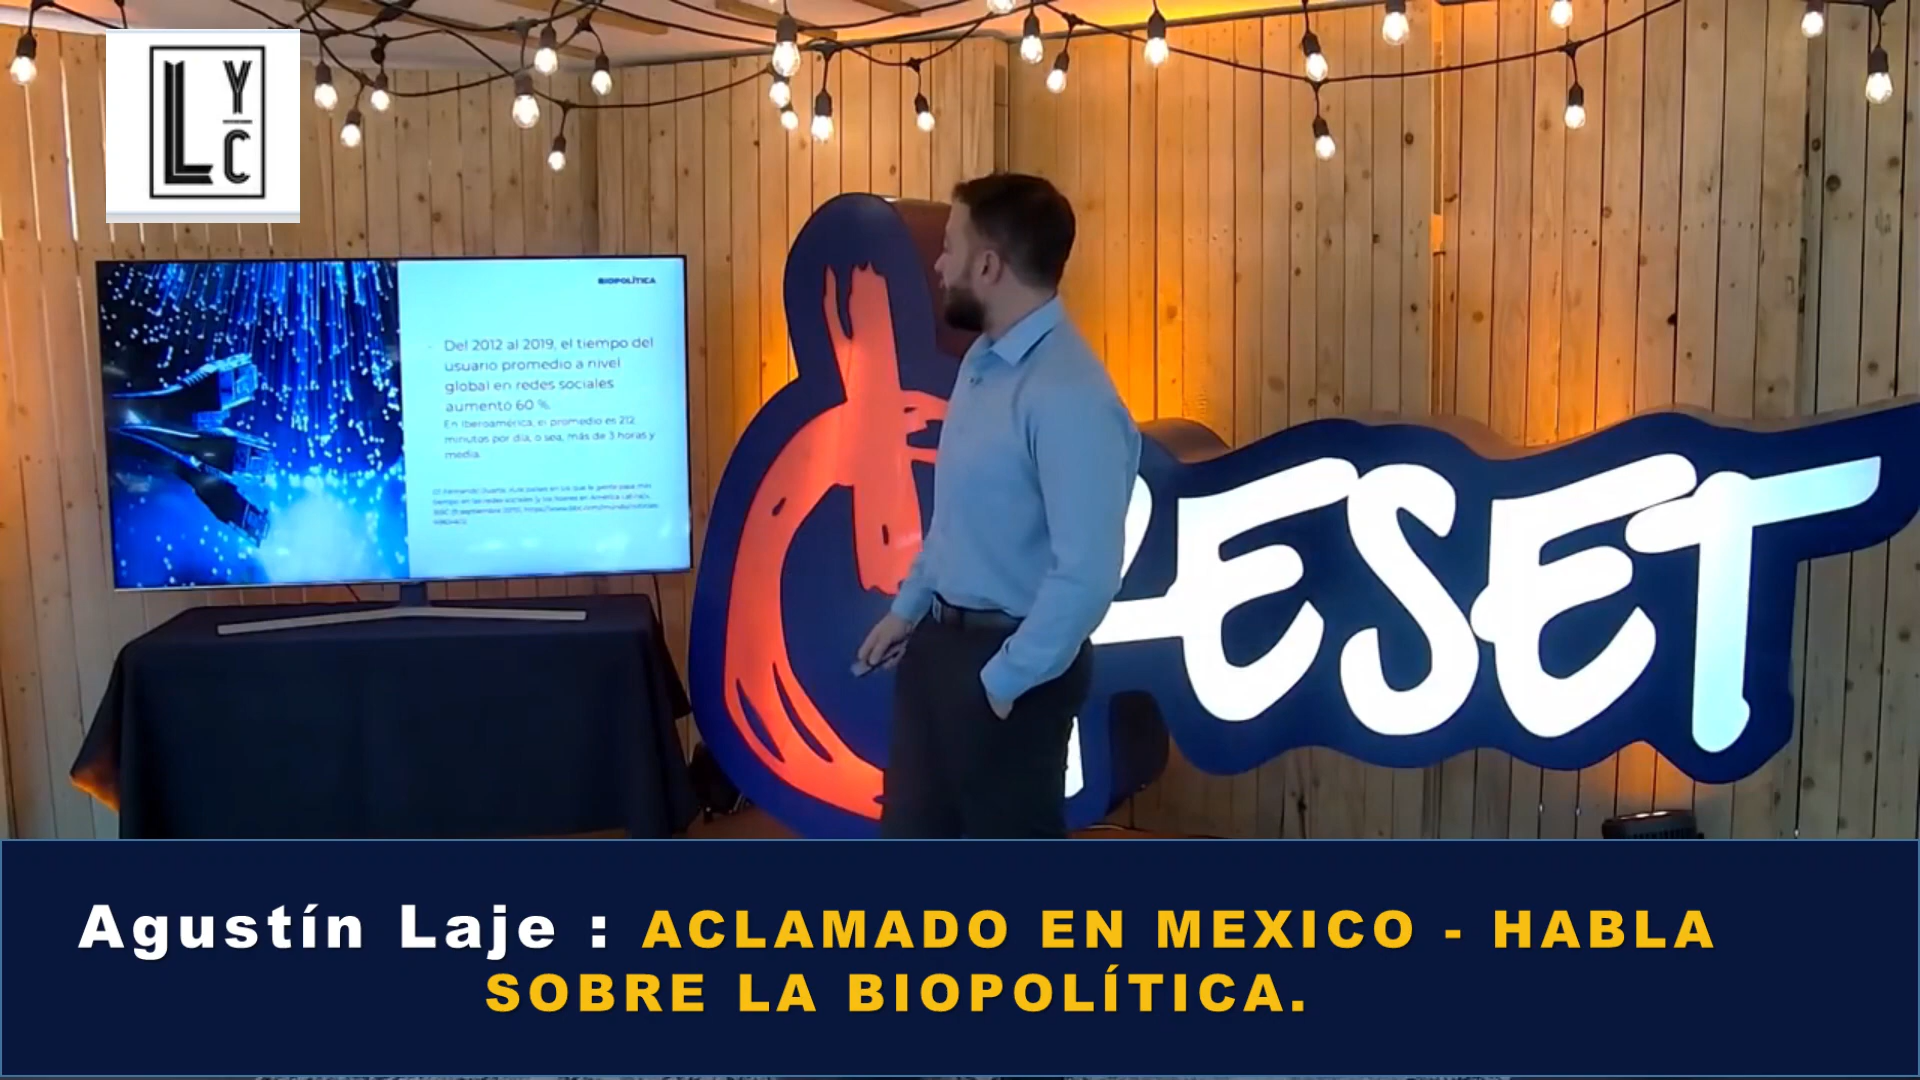 L
Y
C
BIOPOLÍTICA
Del 2012 al 2019, el tiempo del
usuario promedio a nivel
global en redes sociales
aumentó 60 %.
En Iberoamérica, el promedio es 212
minutos por día, o sea, más de 3 horas y
media.
RESET
Agustín Laje : ACLAMADO EN MEXICO - HABLA
SOBRE LA BIOPOLÍTICA.